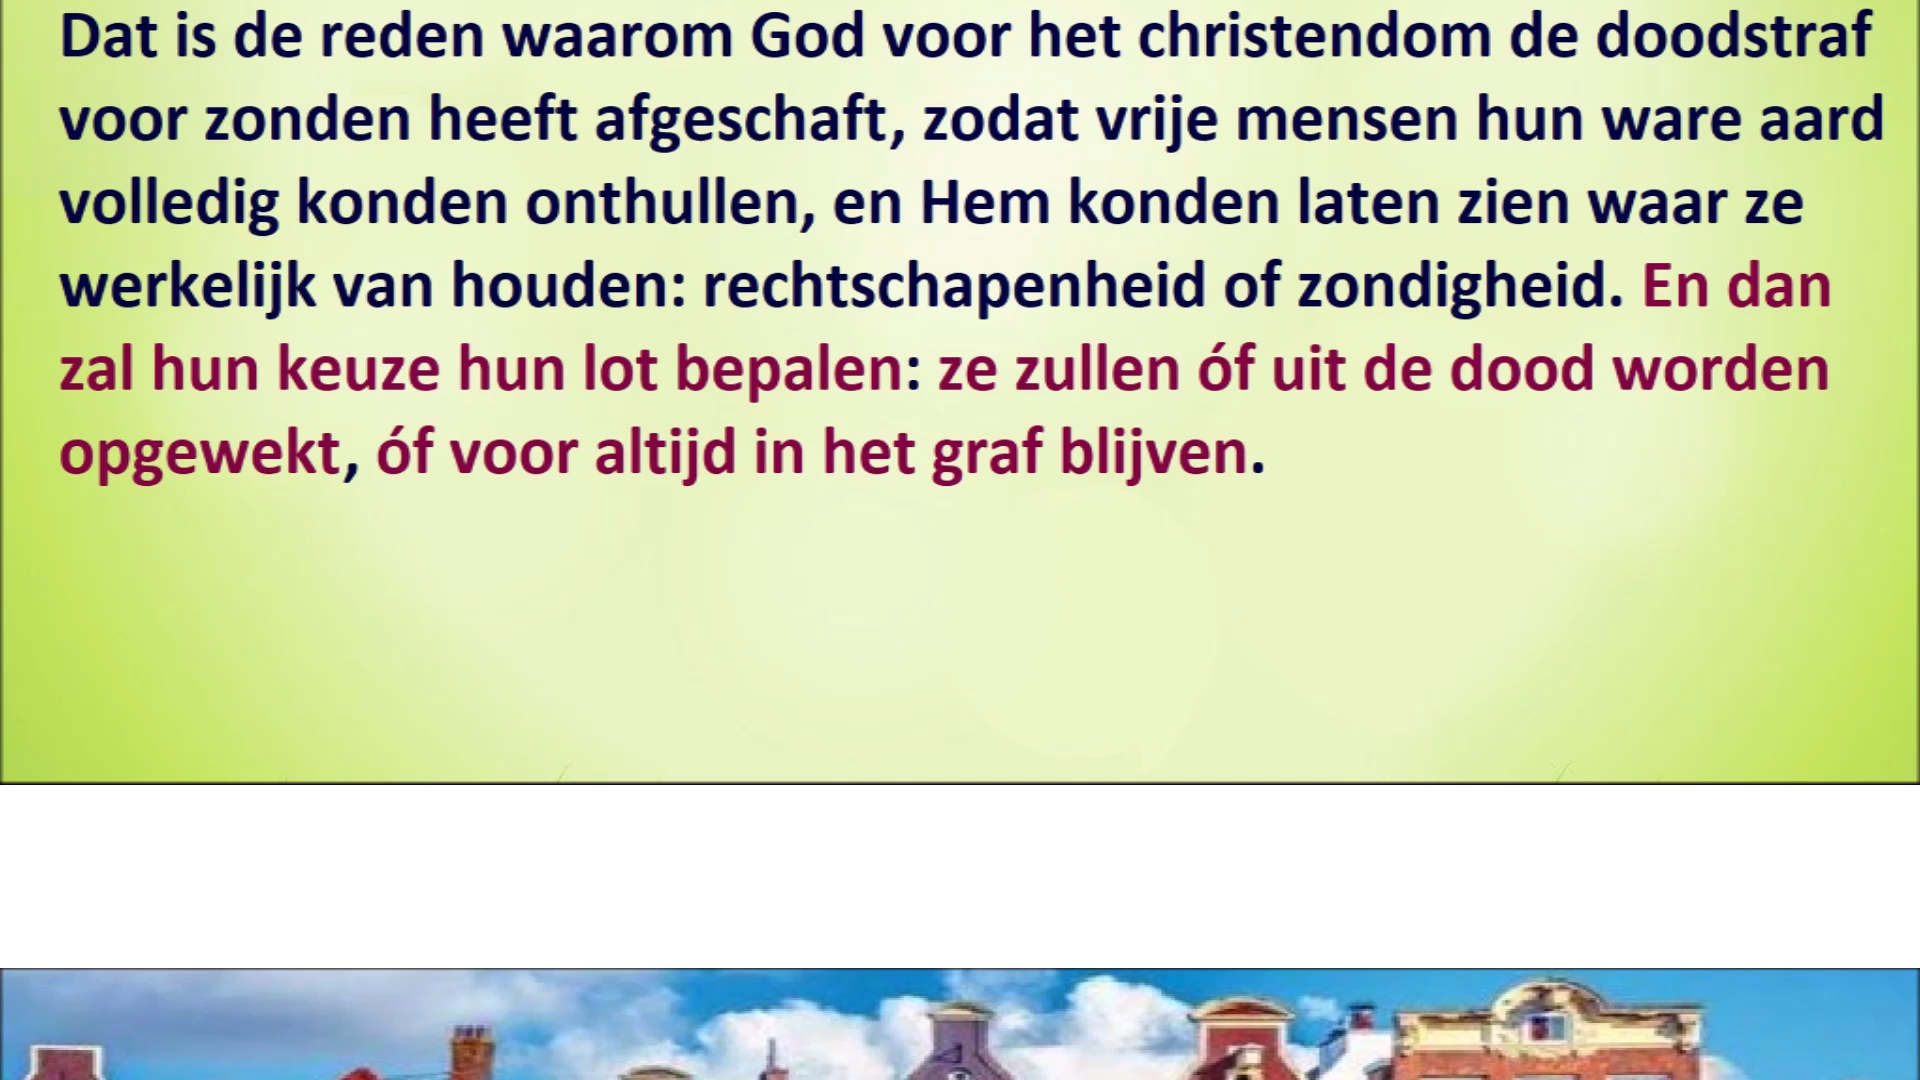 Dat is de reden waarom God voor het christendom de doodstraf
voor zonden heeft afgeschaft, zodat vrije mensen hun ware aard
volledig konden onthullen, en Hem konden laten zien waar ze
werkelijk van houden: rechtschapenheid of zondigheid. En dan
zal hun keuze hun lot bepalen: ze zullen óf uit de dood worden
opgewekt, óf voor altijd in het graf blijven.